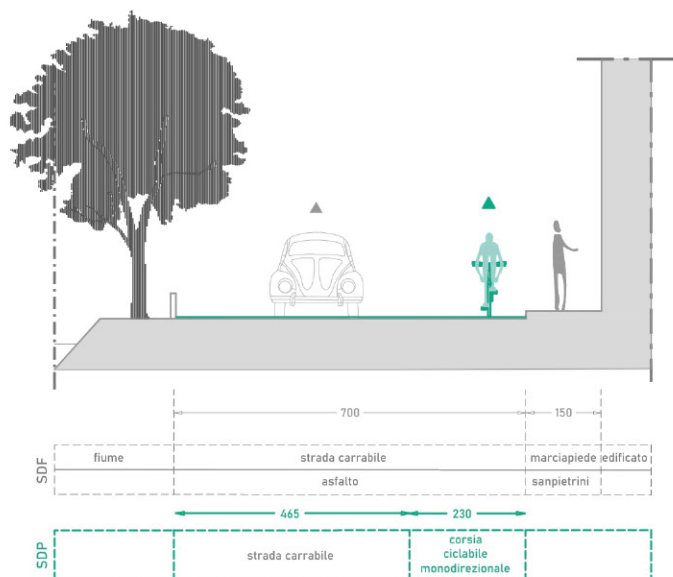 700
150
SDF
fiume
strada carrabile
marciapiede
edificato
asfalto
sanpietrini
465
230
SDP
strada carrabile
corsia
ciclabile
monodirezionale